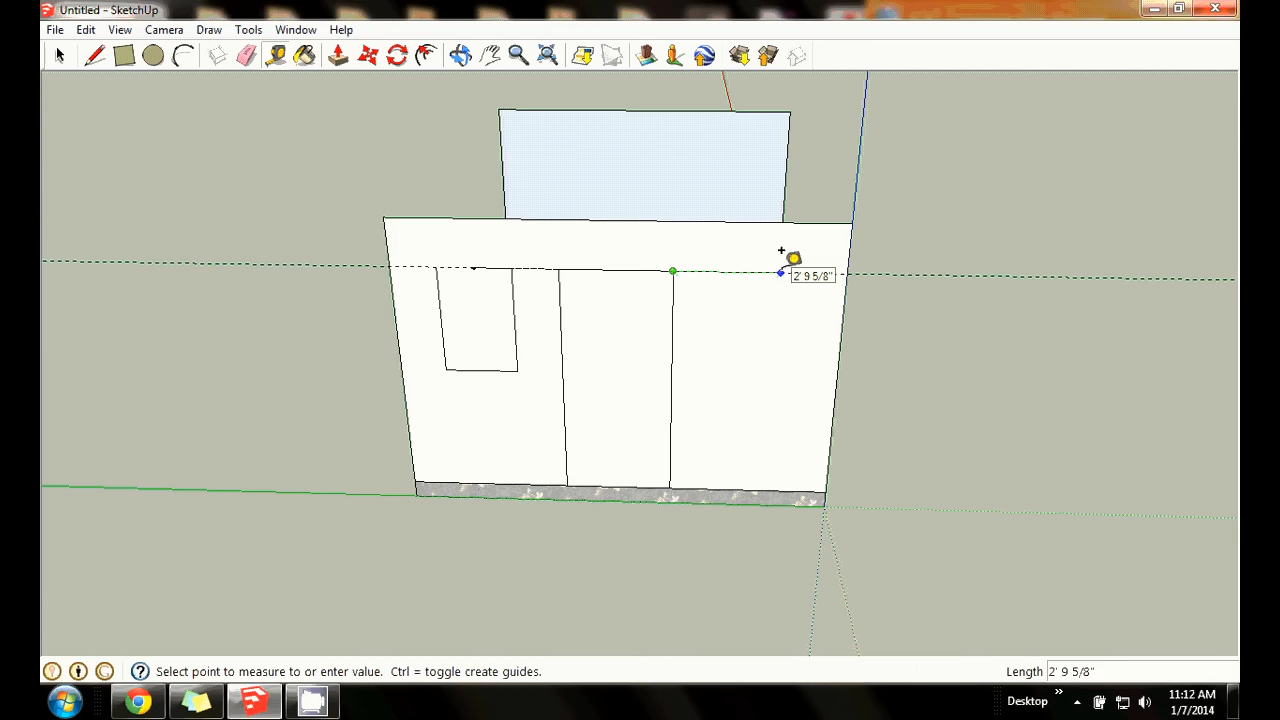 Untitled - SketchUp
File Edit View Camera Draw Tools Window Help
2' 9 5/8"
Select point to measure to or enter value. Ctrl = toggle create guides.
Length 2' 9 5/8"
Desktop
11:12 AM
1/7/2014